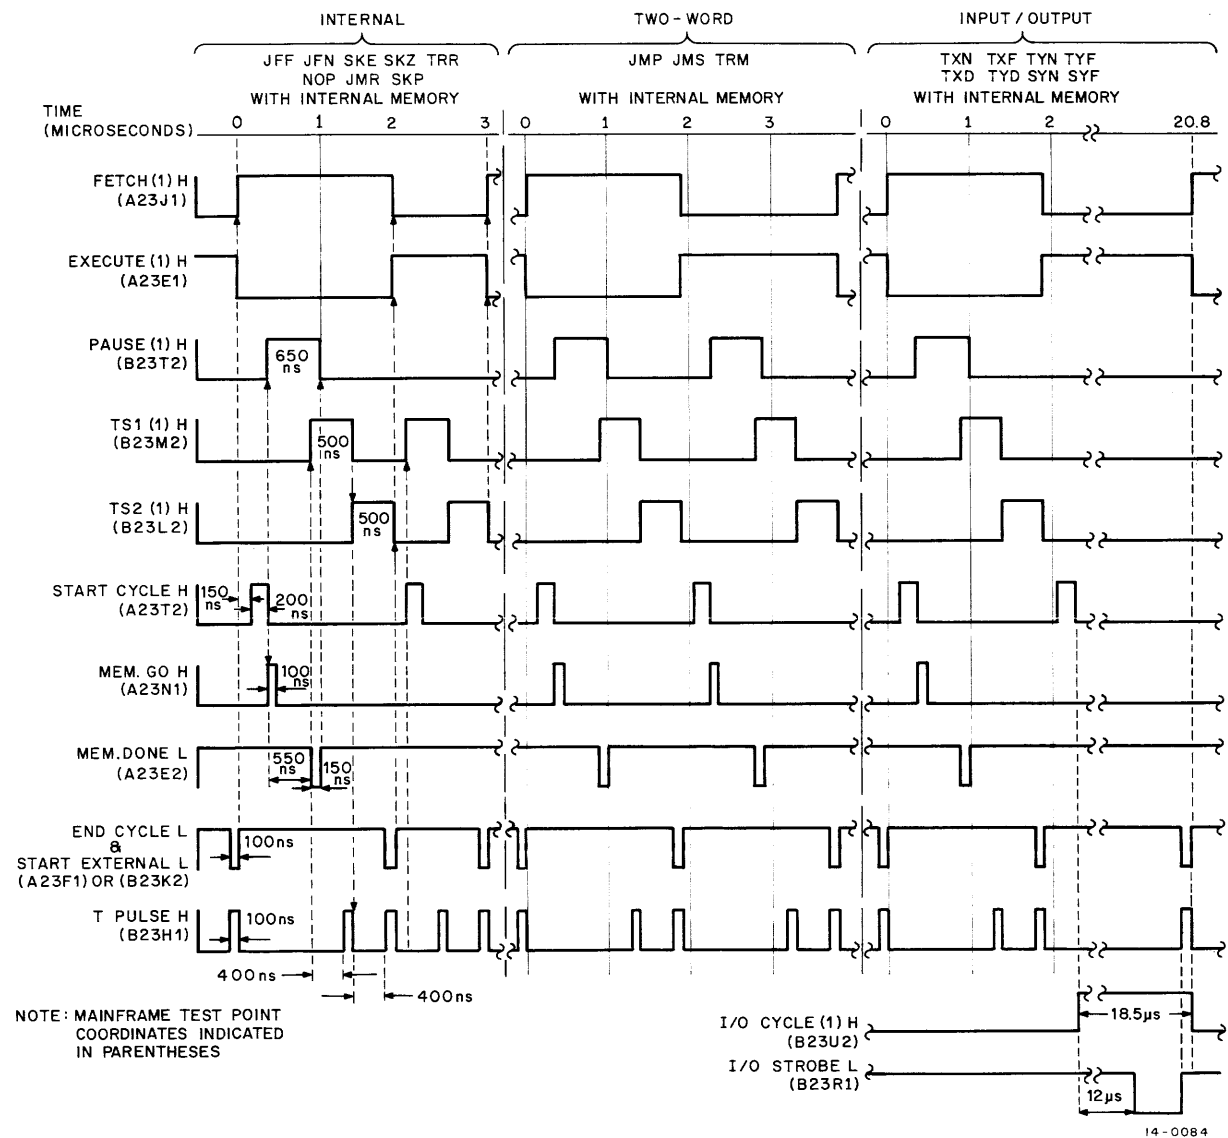 INTERNAL
TWO-WORD
INPUT/OUTPUT
JFF JFN SKE SKZ TRR
NOP JMR SKP
WITH INTERNAL MEMORY
JMP JMS TRM
WITH INTERNAL MEMORY
TXN TXF TYN TYF
TXD TYD SYN SYF
WITH INTERNAL MEMORY
TIME
(MICROSECONDS)
0 1 2 3
0 1 2 3
0 1 2 20.8
FETCH (1) H
(A23J1)
EXECUTE (1) H
(A23E1)
PAUSE (1) H
(B23T2)
650
ns
TS1 (1) H
(B23M2)
500
ns
TS2 (1) H
(B23L2)
500
ns
START CYCLE H
(A23T2)
150
ns
200
ns
MEM. GO H
(A23N1)
100
ns
MEM.DONE L
(A23E2)
550
ns
150
ns
END CYCLE L
&
START EXTERNAL L
(A23F1) OR (B23K2)
100ns
T PULSE H
(B23H1)
100ns
400ns
400ns
NOTE: MAINFRAME TEST POINT
COORDINATES INDICATED
IN PARENTHESES
I/O CYCLE (1) H
(B23U2)
18.5µs
I/O STROBE L
(B23R1)
12µs
14-0084